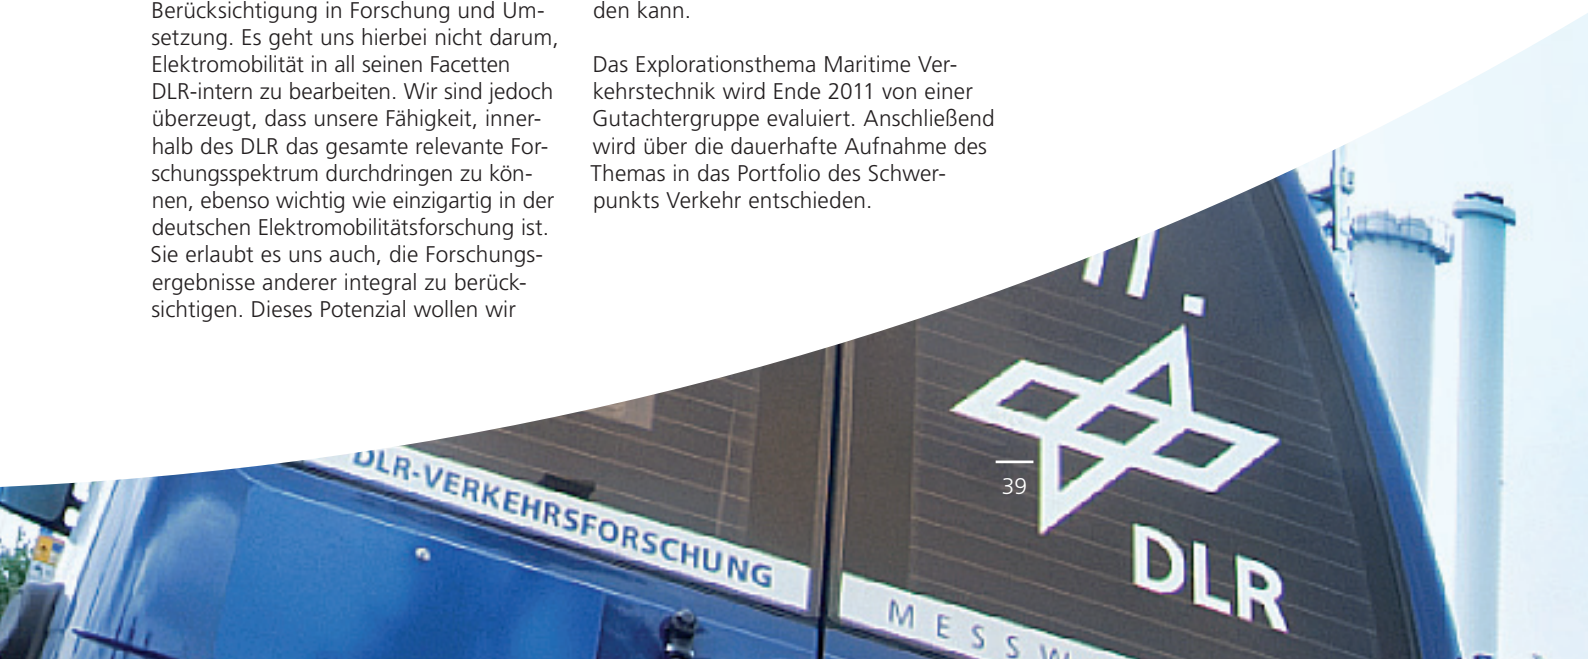 Berücksichtigung in Forschung und Um-
setzung. Es geht uns hierbei nicht darum,
Elektromobilität in all seinen Facetten
DLR-intern zu bearbeiten. Wir sind jedoch
überzeugt, dass unsere Fähigkeit, inner-
halb des DLR das gesamte relevante For-
schungsspektrum durchdringen zu kön-
nen, ebenso wichtig wie einzigartig in der
deutschen Elektromobilitätsforschung ist.
Sie erlaubt es uns auch, die Forschungs-
ergebnisse anderer integral zu berück-
sichtigen. Dieses Potenzial wollen wir
den kann.
Das Explorationsthema Maritime Ver-
kehrstechnik wird Ende 2011 von einer
Gutachtergruppe evaluiert. Anschließend
wird über die dauerhafte Aufnahme des
Themas in das Portfolio des Schwer-
punkts Verkehr entschieden.
39
DLR-VERKEHRSFORSCHUNG
DLR